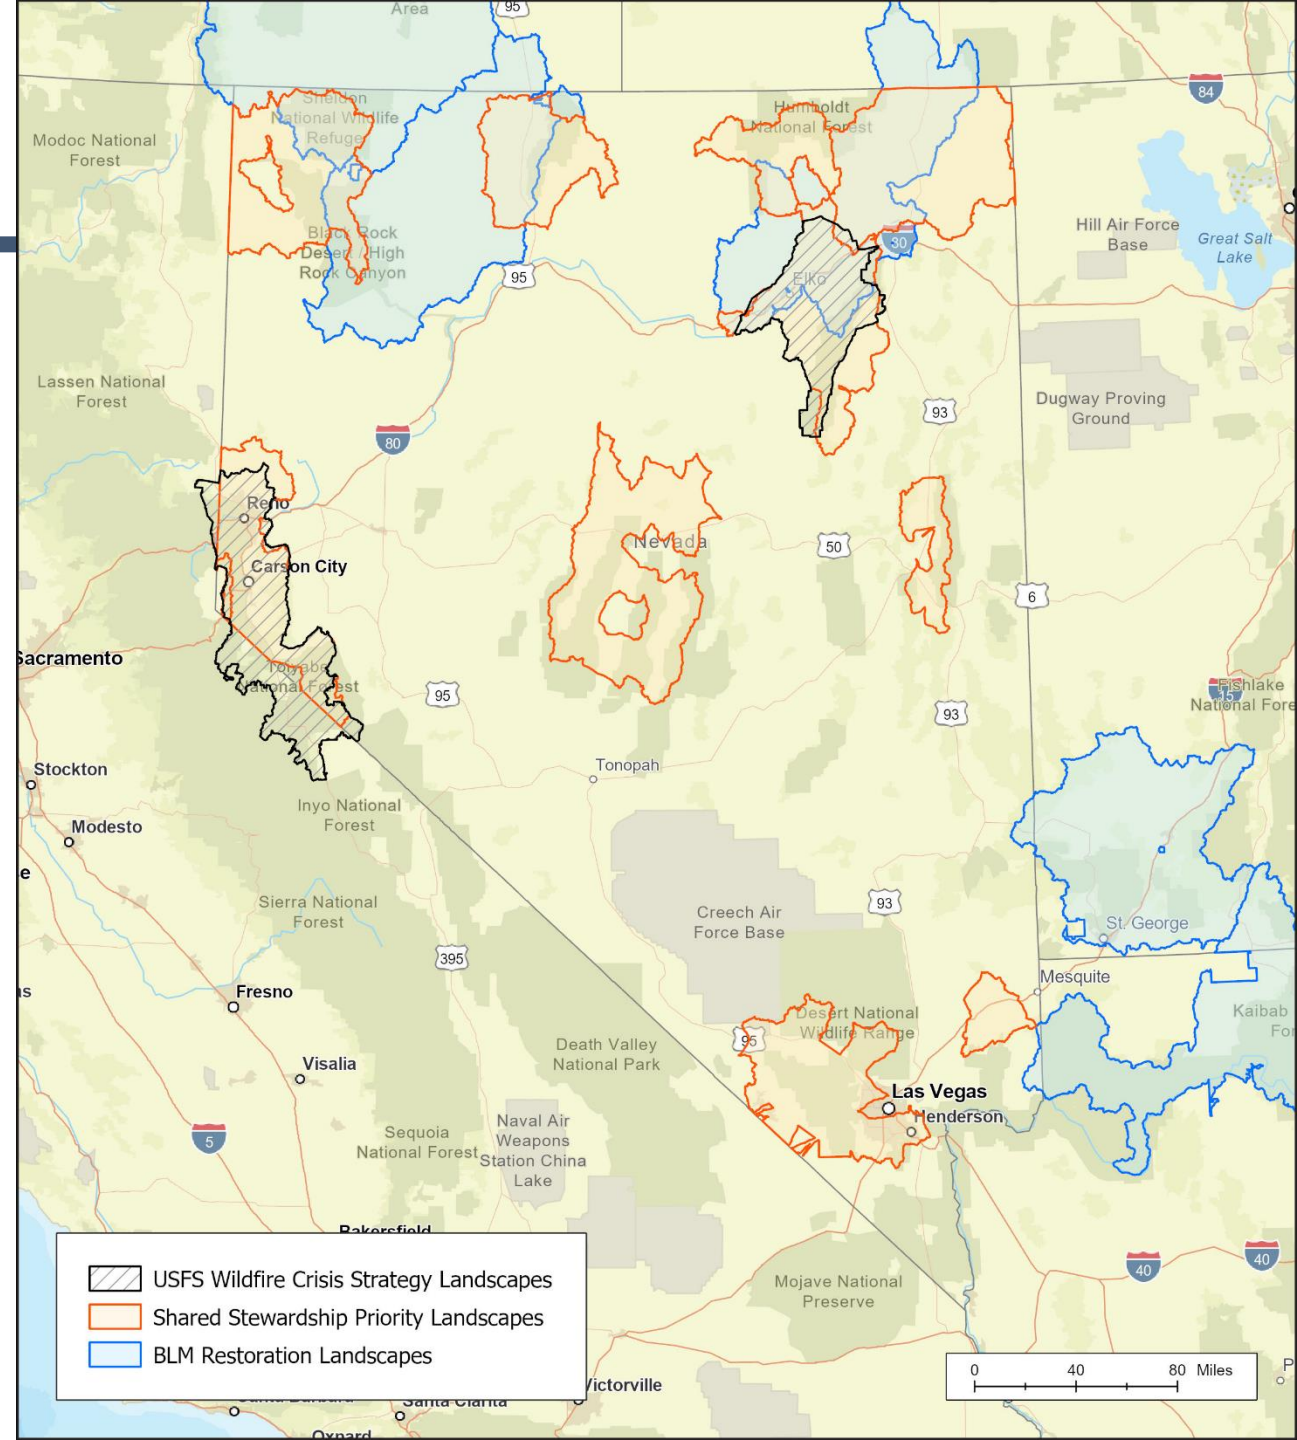 Area
95
84
Sheldon
National Wildlife
Refuge
Humboldt
National Forest
Modoc National
Forest
Hill Air Force
Base
Great Salt
Lake
Black Rock
Desert / High
Rock Canyon
80
95
Elko
Lassen National
Forest
Dugway Proving
Ground
93
80
Reno
Nevada
50
Carson City
6
Sacramento
Toiyabe
National Forest
95
Fishlake
National Fore
15
93
Tonopah
Stockton
Inyo National
Forest
Modesto
e
Sierra National
Forest
93
Creech Air
Force Base
St. George
395
Mesquite
Fresno
as
Desert National
Wildlife Range
Kaibab
Fo
95
Death Valley
National Park
Visalia
Las Vegas
Henderson
5
Sequoia
National Forest
Naval Air
Weapons
Station China
Lake
Bakersfield
40
40
Mojave National
Preserve
USFS Wildfire Crisis Strategy Landscapes
Shared Stewardship Priority Landscapes
BLM Restoration Landscapes
0 40 80 Miles
P
Victorville
Santa Barbara
Santa Clarita
Oxnard